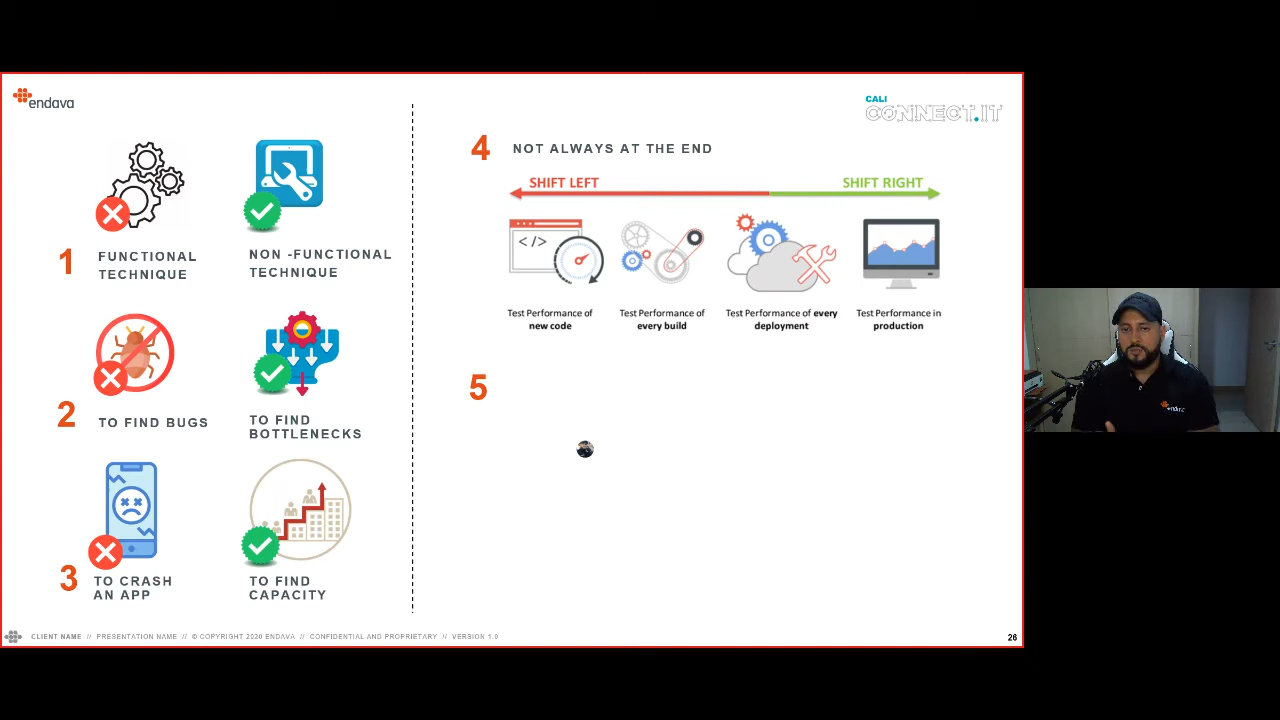 endava
CALI
CONNECT.IT
1
FUNCTIONAL
TECHNIQUE
NON -FUNCTIONAL
TECHNIQUE
2
TO FIND BUGS
TO FIND
BOTTLENECKS
3
TO CRASH
AN APP
TO FIND
CAPACITY
4
NOT ALWAYS AT THE END
SHIFT LEFT
SHIFT RIGHT
</>
Test Performance of
new code
Test Performance of
every build
Test Performance of every
deployment
Test Performance in
production
5
endava
CLIENT NAME // PRESENTATION NAME // © COPYRIGHT 2020 ENDAVA // CONFIDENTIAL AND PROPRIETARY // VERSION 1.0
26